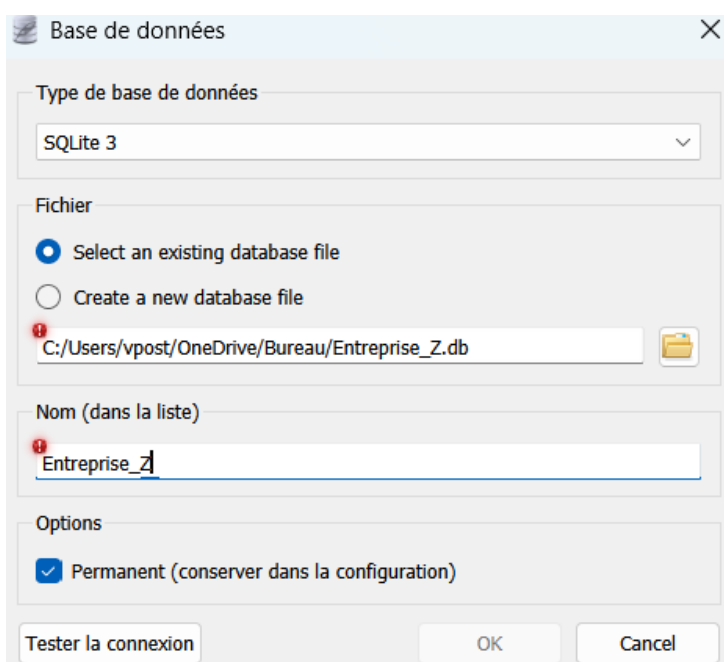 Base de données
Type de base de données
SQLite 3
Fichier
Select an existing database file
Create a new database file
C:/Users/vpost/OneDrive/Bureau/Entreprise_Z.db
Nom (dans la liste)
Entreprise_Z
Options
Permanent (conserver dans la configuration)
Tester la connexion OK Cancel